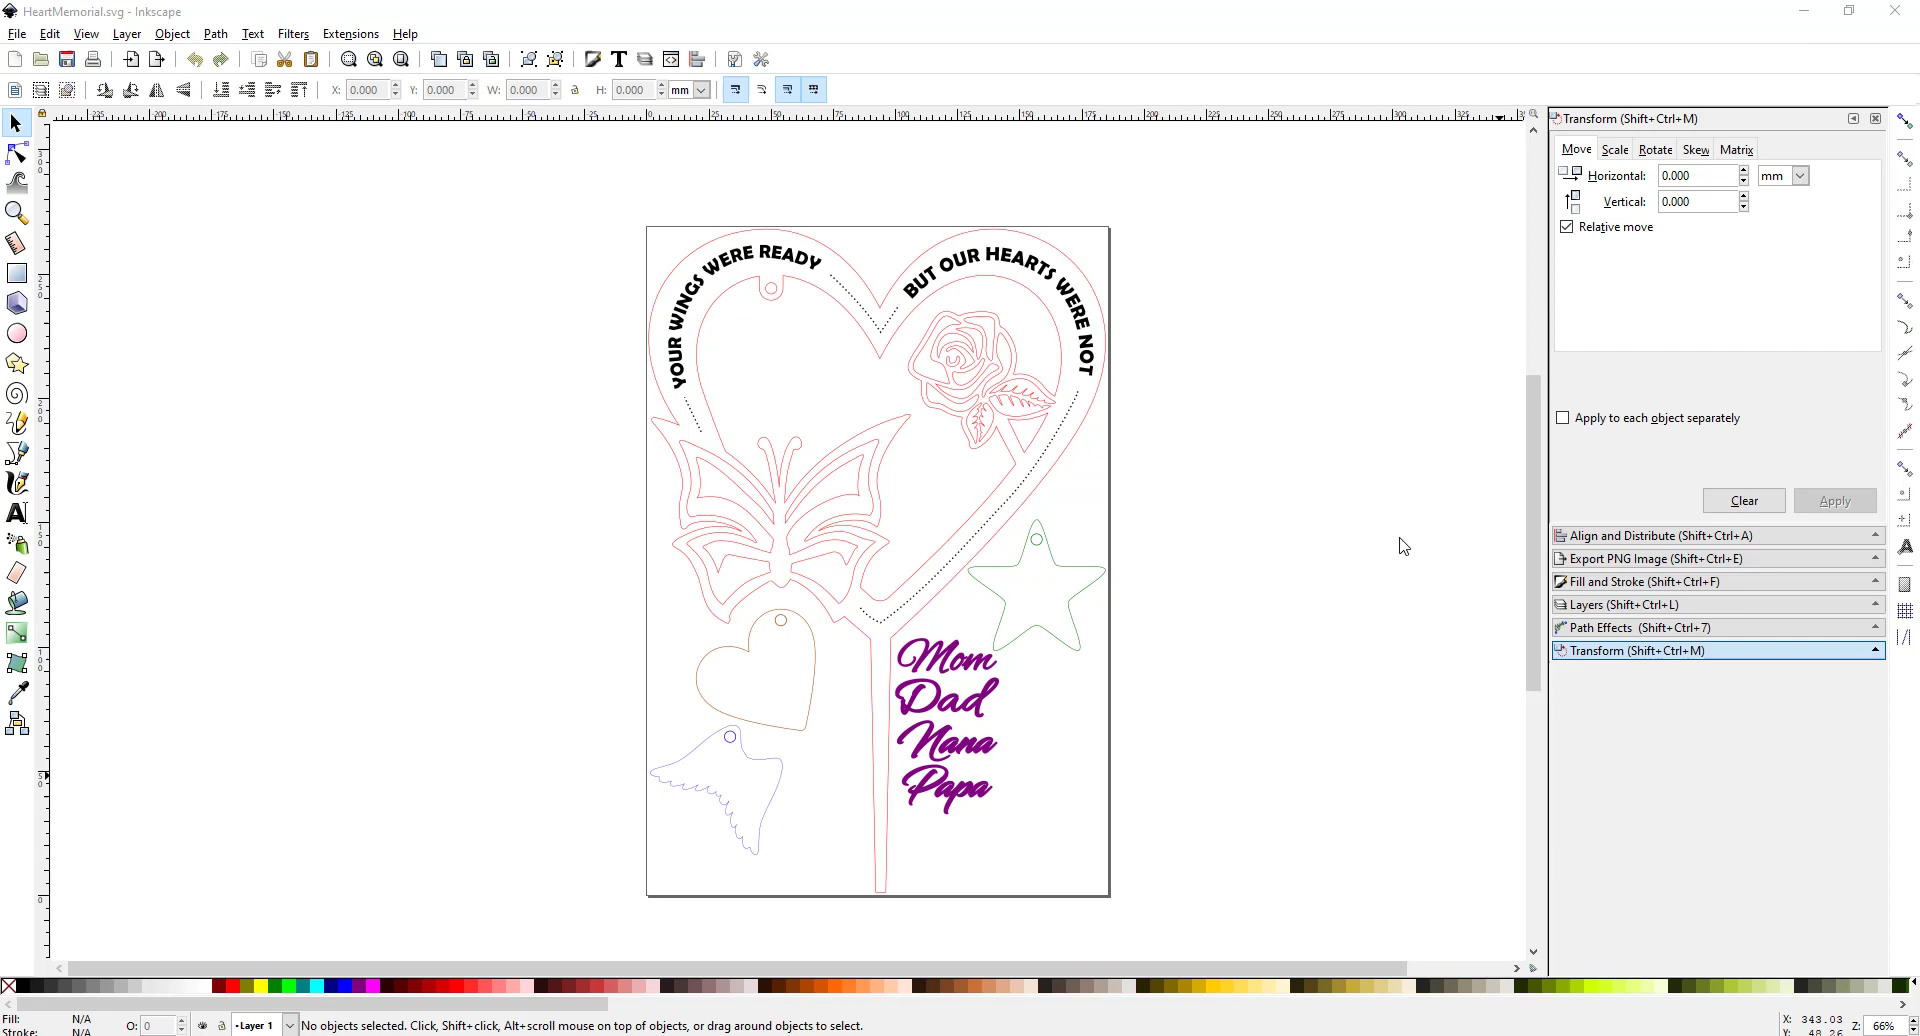 HeartMemorial.svg - Inkscape
File Edit View Layer Object Path Text Filters Extensions Help
X: 0.000 Y: 0.000 W: 0.000 H: 0.000 mm
Transform (Shift+Ctrl+M)
Move Scale Rotate Skew Matrix
Horizontal: 0.000 mm
Vertical: 0.000
Relative move
Apply to each object separately
Clear Apply
Align and Distribute (Shift+Ctrl+A)
Export PNG Image (Shift+Ctrl+E)
Fill and Stroke (Shift+Ctrl+F)
Layers (Shift+Ctrl+L)
Path Effects (Shift+Ctrl+7)
Transform (Shift+Ctrl+M)
YOUR WINGS WERE READY
BUT OUR HEARTS WERE NOT
Mom
Dad
Nana
Papa
Fill: N/A
Stroke: N/A
O: 0
Layer 1
No objects selected. Click, Shift+click, Alt+scroll mouse on top of objects, or drag around objects to select.
X: 343.03
Y: 48.26
Z: 66%